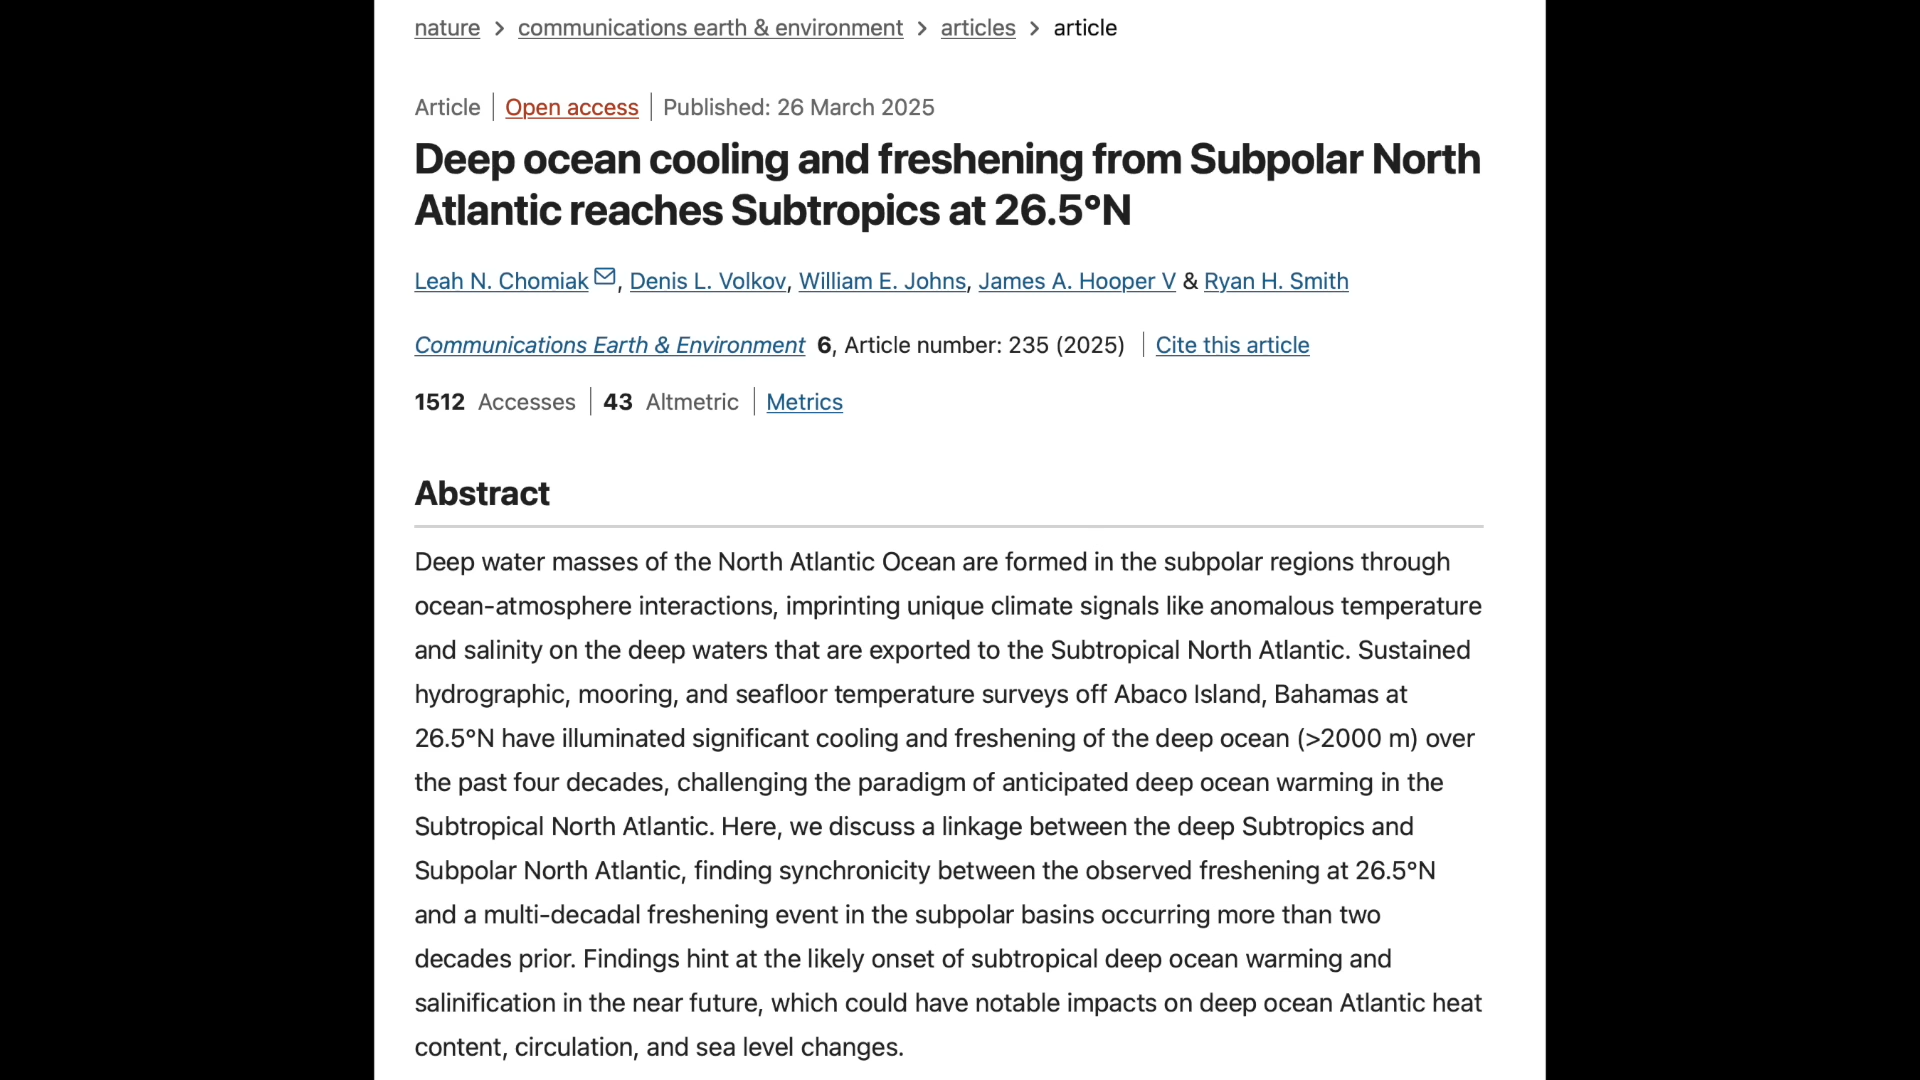 nature > communications earth & environment > articles > article
Article | Open access | Published: 26 March 2025
Deep ocean cooling and freshening from Subpolar North
Atlantic reaches Subtropics at 26.5°N
Leah N. Chomiak, Denis L. Volkov, William E. Johns, James A. Hooper V & Ryan H. Smith
Communications Earth & Environment 6, Article number: 235 (2025) | Cite this article
1512 Accesses | 43 Altmetric | Metrics
Abstract
Deep water masses of the North Atlantic Ocean are formed in the subpolar regions through
ocean-atmosphere interactions, imprinting unique climate signals like anomalous temperature
and salinity on the deep waters that are exported to the Subtropical North Atlantic. Sustained
hydrographic, mooring, and seafloor temperature surveys off Abaco Island, Bahamas at
26.5°N have illuminated significant cooling and freshening of the deep ocean (>2000 m) over
the past four decades, challenging the paradigm of anticipated deep ocean warming in the
Subtropical North Atlantic. Here, we discuss a linkage between the deep Subtropics and
Subpolar North Atlantic, finding synchronicity between the observed freshening at 26.5°N
and a multi-decadal freshening event in the subpolar basins occurring more than two
decades prior. Findings hint at the likely onset of subtropical deep ocean warming and
salinification in the near future, which could have notable impacts on deep ocean Atlantic heat
content, circulation, and sea level changes.